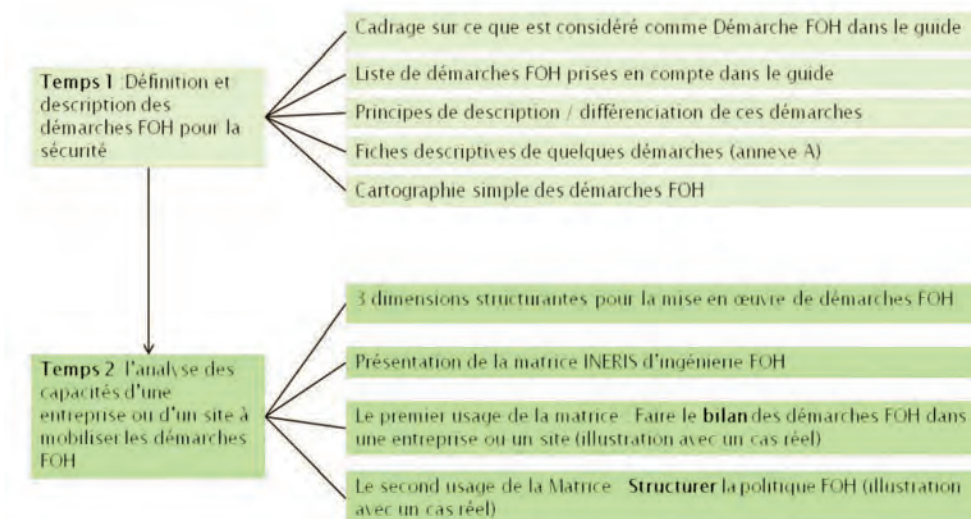 Temps 1 :Définition et
description des
démarches FOH pour la
sécurité
Cadrage sur ce que est considéré comme Démarche FOH dans le guide
Liste de démarches FOH prises en compte dans le guide
Principes de description / différenciation de ces démarches
Fiches descriptives de quelques démarches (annexe A)
Cartographie simple des démarches FOH
Temps 2 l'analyse des
capacités d'une
entreprise ou d'un site à
mobiliser les démarches
FOH
3 dimensions structurantes pour la mise en œuvre de démarches FOH
Présentation de la matrice INERIS d'ingénierie FOH
Le premier usage de la matrice Faire le bilan des démarches FOH dans
une entreprise ou un site (illustration avec un cas réel)
Le second usage de la Matrice Structurer la politique FOH (illustration
avec un cas réel)